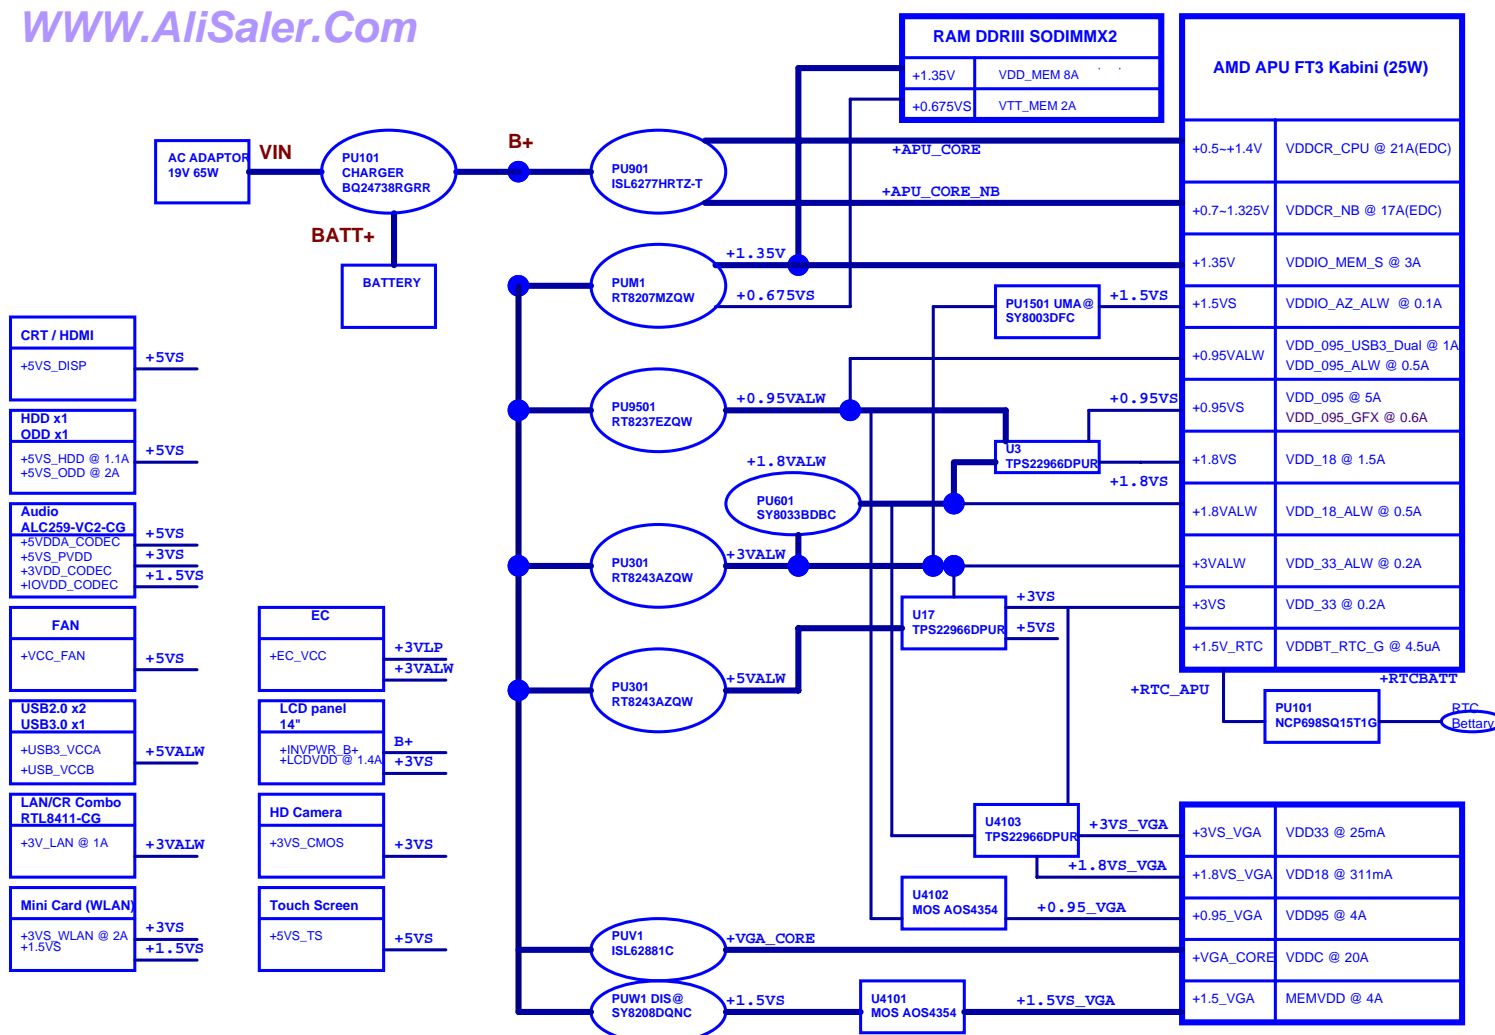 WWW.AliSaler.Com
RAM DDRIII SODIMMX2
+1.35V VDD_MEM 8A
+0.675VS VTT_MEM 2A
AMD APU FT3 Kabini (25W)
+0.5~+1.4V VDDCR_CPU @ 21A(EDC)
+0.7~1.325V VDDCR_NB @ 17A(EDC)
+1.35V VDDIO_MEM_S @ 3A
+1.5VS VDDIO_AZ_ALW @ 0.1A
+0.95VALW VDD_095_USB3_Dual @ 1A
VDD_095_ALW @ 0.5A
+0.95VS VDD_095 @ 5A
VDD_095_GFX @ 0.6A
+1.8VS VDD_18 @ 1.5A
+1.8VALW VDD_18_ALW @ 0.5A
+3VALW VDD_33_ALW @ 0.2A
+3VS VDD_33 @ 0.2A
+1.5V_RTC VDDBT_RTC_G @ 4.5uA
AC ADAPTOR
19V 65W
VIN
PU101
CHARGER
BQ24738RGRR
BATT+
BATTERY
B+
PU901
ISL6277HRTZ-T
+APU_CORE
+APU_CORE_NB
PUM1
RT8207MZQW
+1.35V
+0.675VS
PU1501 UMA@
SY8003DFC
+1.5VS
PU9501
RT8237EZQW
+0.95VALW
+0.95VS
U3
TPS22966DPUR
+1.8VS
+1.8VALW
PU601
SY8033BDBC
PU301
RT8243AZQW
+3VALW
U17
TPS22966DPUR
+3VS
+5VS
PU301
RT8243AZQW
+5VALW
+RTC_APU
+RTCBATT
PU101
NCP698SQ15T1G
RTC
Bettary
U4103
TPS22966DPUR
+3VS_VGA
+1.8VS_VGA
U4102
MOS AOS4354
+0.95_VGA
PUV1
ISL62881C
+VGA_CORE
PUW1 DIS@
SY8208DQNC
+1.5VS
U4101
MOS AOS4354
+1.5VS_VGA
+3VS_VGA VDD33 @ 25mA
+1.8VS_VGA VDD18 @ 311mA
+0.95_VGA VDD95 @ 4A
+VGA_CORE VDDC @ 20A
+1.5_VGA MEMVDD @ 4A
CRT / HDMI
+5VS_DISP +5VS
HDD x1
ODD x1
+5VS_HDD @ 1.1A
+5VS_ODD @ 2A
+5VS
Audio
ALC259-VC2-CG
+5VDDA_CODEC +5VS
+5VS_PVDD +3VS
+3VDD_CODEC +1.5VS
+IOVDD_CODEC
FAN
+VCC_FAN +5VS
USB2.0 x2
USB3.0 x1
+USB3_VCCA +5VALW
+USB_VCCB
LAN/CR Combo
RTL8411-CG
+3V_LAN @ 1A +3VALW
Mini Card (WLAN)
+3VS_WLAN @ 2A +3VS
+1.5VS +1.5VS
EC
+EC_VCC +3VLP
+3VALW
LCD panel
14"
+INVPWR_B+ B+
+LCDVDD @ 1.4A +3VS
HD Camera
+3VS_CMOS +3VS
Touch Screen
+5VS_TS +5VS